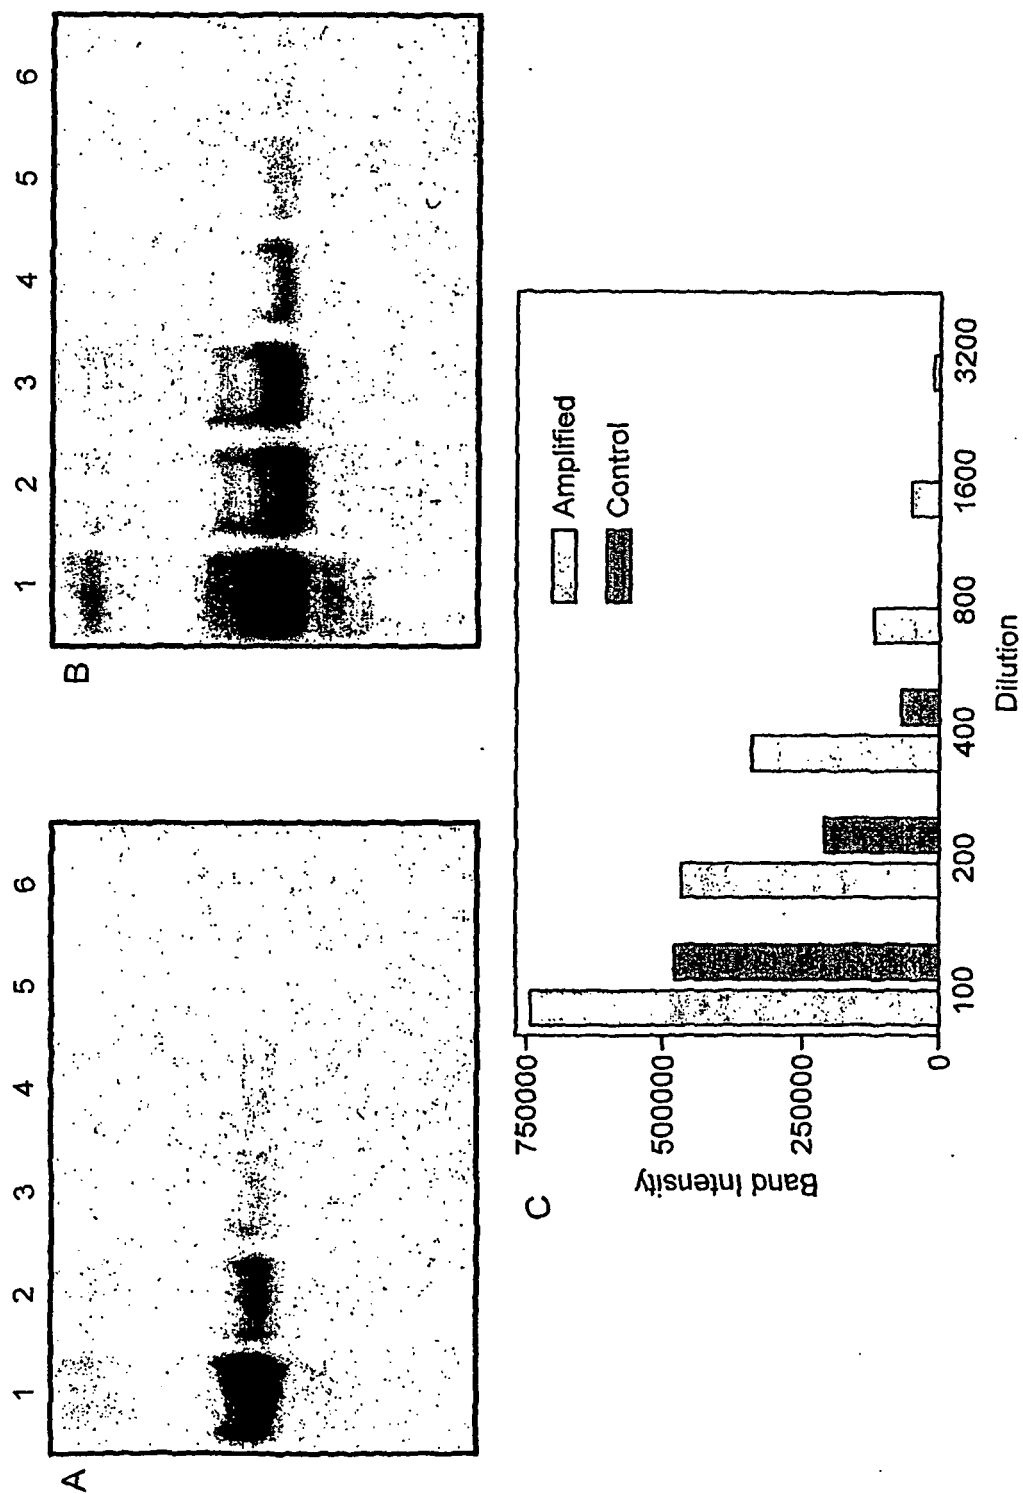 A
1 2 3 4 5 6
B
1 2 3 4 5 6
C
Band Intensity
750000
500000
250000
0
Amplified
Control
100 200 400 800 1600 3200
Dilution